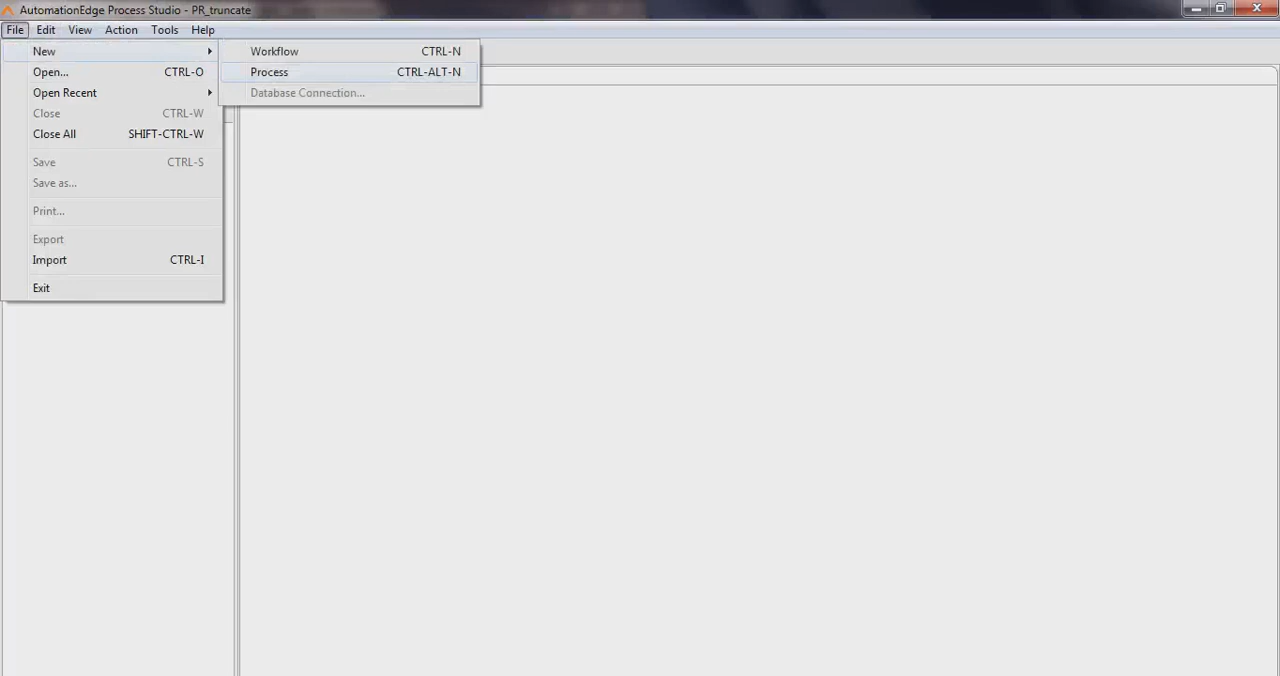 AutomationEdge Process Studio - PR_truncate
File Edit View Action Tools Help
New
Open... CTRL-O
Open Recent
Close CTRL-W
Close All SHIFT-CTRL-W
Save CTRL-S
Save as...
Print...
Export
Import CTRL-I
Exit
Workflow CTRL-N
Process CTRL-ALT-N
Database Connection...